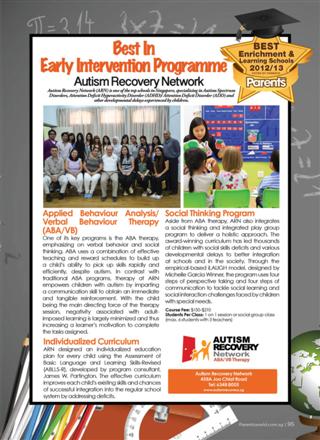 π=3.14
BEST
Enrichment &
Learning Schools
2012/13
Parents
Best In
Early Intervention Programme
Autism Recovery Network
Autism Recovery Network (ARN) is one of the top schools in Singapore, specialising in Autism Spectrum
Disorders, Attention Deficit Hyperactivity Disorder (ADHD)/ Attention Deficit Disorder (ADD) and
other developmental delays experienced by children.
Applied Behaviour Analysis/
Verbal Behaviour Therapy
(ABA/VB)
One of its key programs is the ABA therapy,
emphasizing on verbal behavior and social
thinking. ABA uses a combination of effective
teaching and reward schedules to build up
a child's ability to pick up skills rapidly and
efficiently, despite autism. In contrast with
traditional ABA programs, therapy at ARN
empowers children with autism by imparting
a communication skill to obtain an immediate
and tangible reinforcement. With the child
being the main directing force of the therapy
session, negativity associated with adult-
imposed learning is largely minimized and thus
increasing a learner's motivation to complete
the tasks assigned.
Individualized Curriculum
ARN designed an individualized education
plan for every child using the Assessment of
Basic Language and Learning Skills-Revised
(ABLLS-R), developed by program consultant,
James W. Partington. The effective curriculum
improves each child's existing skills and chances
of successful integration into the regular school
system by addressing deficits.
Social Thinking Program
Aside from ABA Therapy, ARN also integrates
a social thinking and integrated play group
program to deliver a holistic approach. The
award-winning curriculum has led thousands
of children with social skills deficits and various
developmental delays to better integration
of schools and in the society. Through the
empirical-based ILAUGH model, designed by
Michelle Garcia Winner, the program uses four
steps of perspective taking and four steps of
communication to tackle social learning and
social interaction challenges faced by children
with special needs.
Course Fees: $150-$210
Students Per Class: 1 on 1 session or social group class
(max. 6 students with 3 teachers)
AUTISM
RECOVERY
Network
ABA/VB Therapy
Autism Recovery Network
455A Joo Chiat Road
Tel: 6348 8005
www.autismrecovery.sg
Parentsworld.com.sg | 95